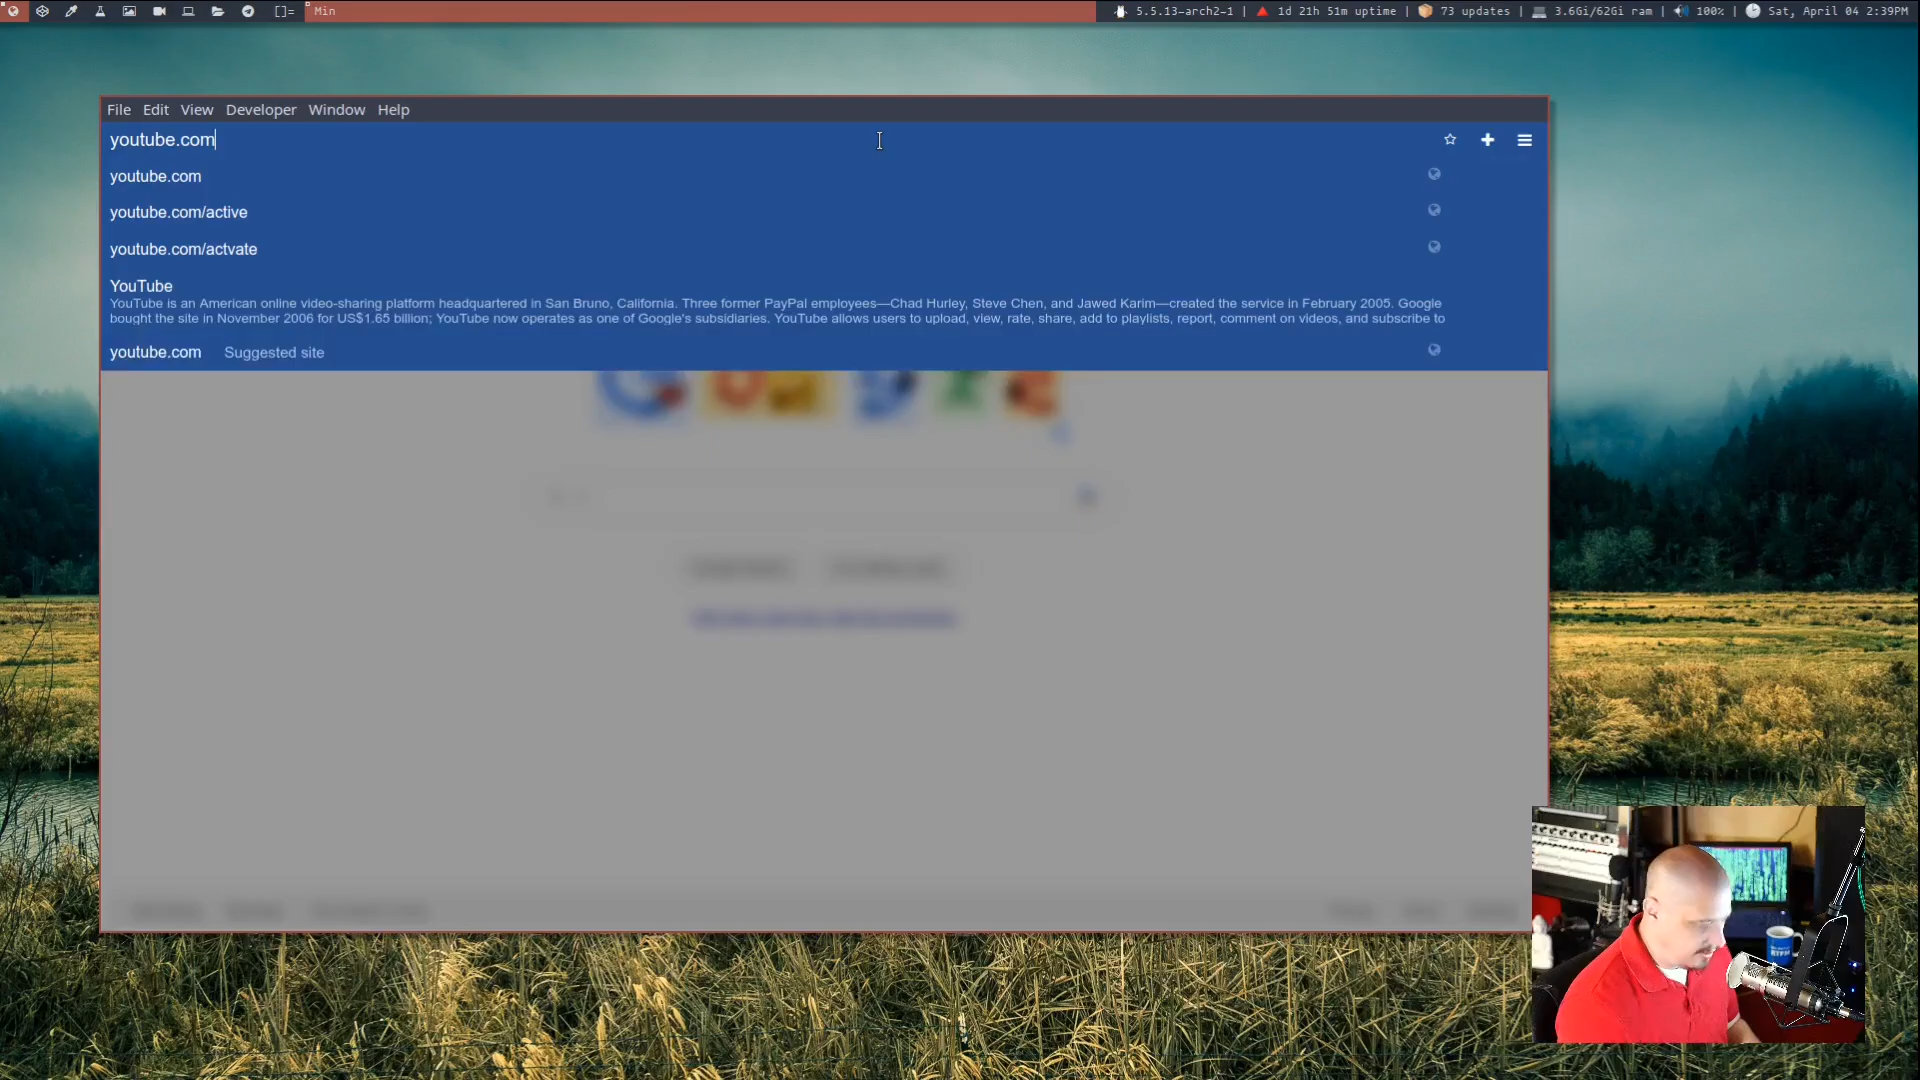 []= Min 5.5.13-arch2-1 | 1d 21h 51m uptime | 73 updates | 3.6Gi/62Gi ram | 100% | Sat, April 04 2:39PM
File Edit View Developer Window Help
youtube.com
youtube.com
youtube.com/active
youtube.com/actvate
YouTube
YouTube is an American online video-sharing platform headquartered in San Bruno, California. Three former PayPal employees—Chad Hurley, Steve Chen, and Jawed Karim—created the service in February 2005. Google
bought the site in November 2006 for US$1.65 billion; YouTube now operates as one of Google's subsidiaries. YouTube allows users to upload, view, rate, share, add to playlists, report, comment on videos, and subscribe to
youtube.com Suggested site
RTFM